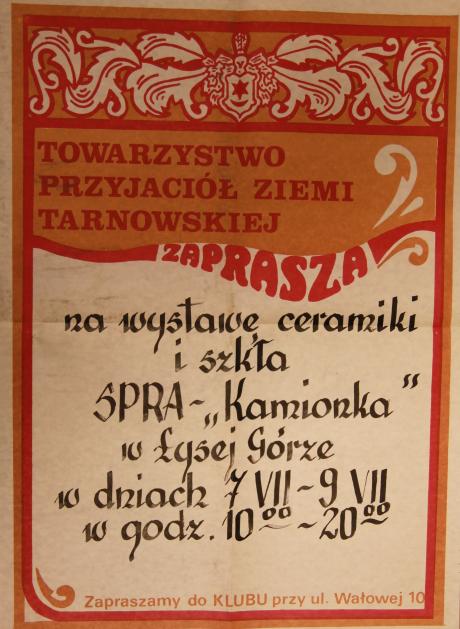 TOWARZYSTWO
PRZYJACIÓŁ ZIEMI
TARNOWSKIEJ
ZAPRASZA
na wystawę ceramiki
i szkła
SPRA-„Kamionka”
w Łysej Górze
w dniach 7 VII - 9 VII
w godz. 10⁰⁰ - 20⁰⁰
Zapraszamy do KLUBU przy ul. Wałowej 10